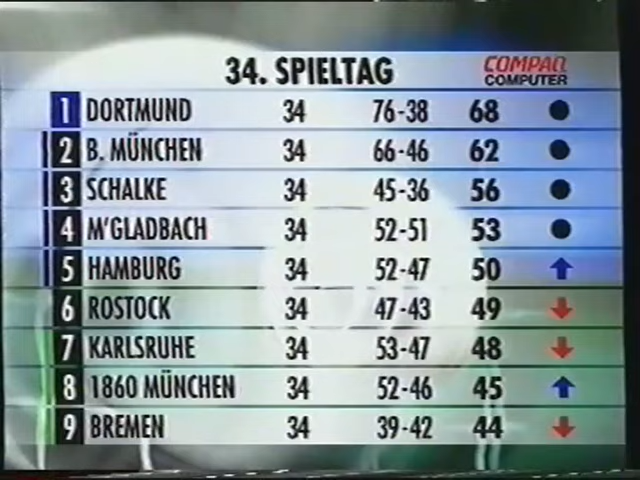 34. SPIELTAG COMPAQ COMPUTER
1 DORTMUND 34 76-38 68
2 B. MÜNCHEN 34 66-46 62
3 SCHALKE 34 45-36 56
4 M'GLADBACH 34 52-51 53
5 HAMBURG 34 52-47 50
6 ROSTOCK 34 47-43 49
7 KARLSRUHE 34 53-47 48
8 1860 MÜNCHEN 34 52-46 45
9 BREMEN 34 39-42 44